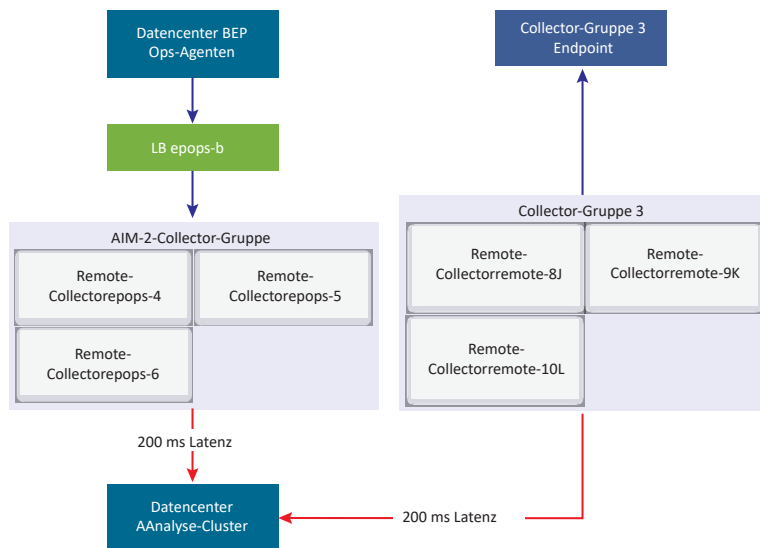 Datencenter BEP
Ops-Agenten
LB epops-b
AIM-2-Collector-Gruppe
Remote-
Collectorepops-4
Remote-
Collectorepops-5
Remote-
Collectorepops-6
200 ms Latenz
Datencenter
AAnalyse-Cluster
Collector-Gruppe 3
Endpoint
Collector-Gruppe 3
Remote-
Collectorremote-8J
Remote-
Collectorremote-9K
Remote-
Collectorremote-10L
200 ms Latenz